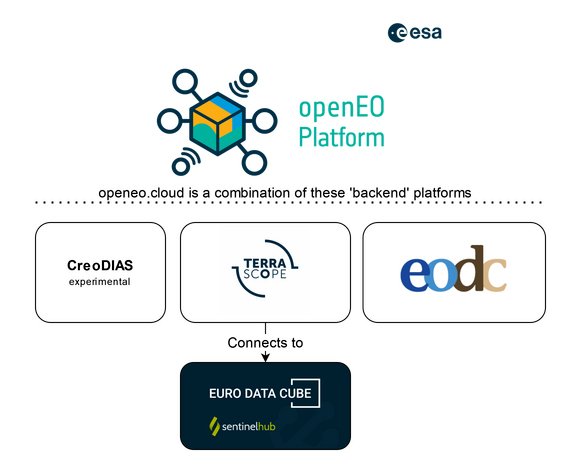 esa
openEO
Platform
openeo.cloud is a combination of these 'backend' platforms
CreoDIAS
experimental
TERRA
SCOPE
eodc
Connects to
EURO DATA CUBE
sentinelhub